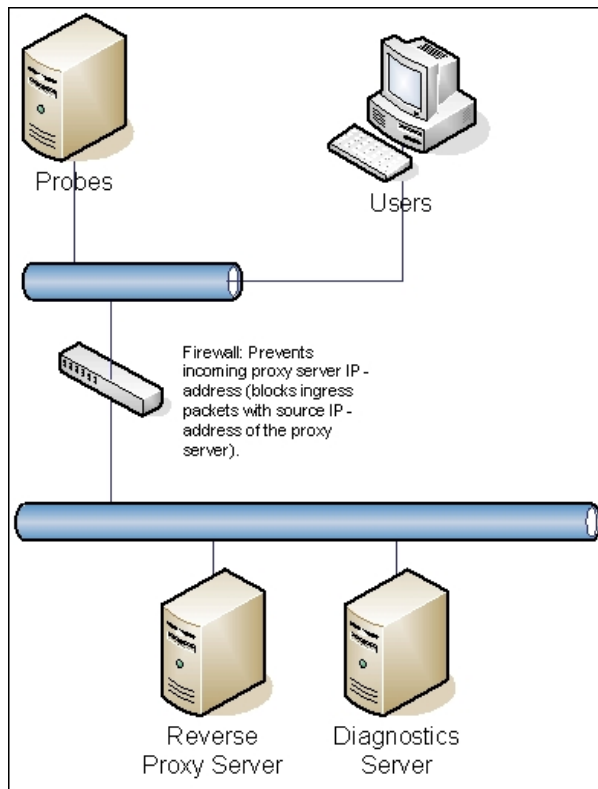 Probes
Users
Firewall: Prevents
incoming proxy server IP -
address (blocks ingress
packets with source IP -
address of the proxy
server).
Reverse
Proxy Server
Diagnostics
Server